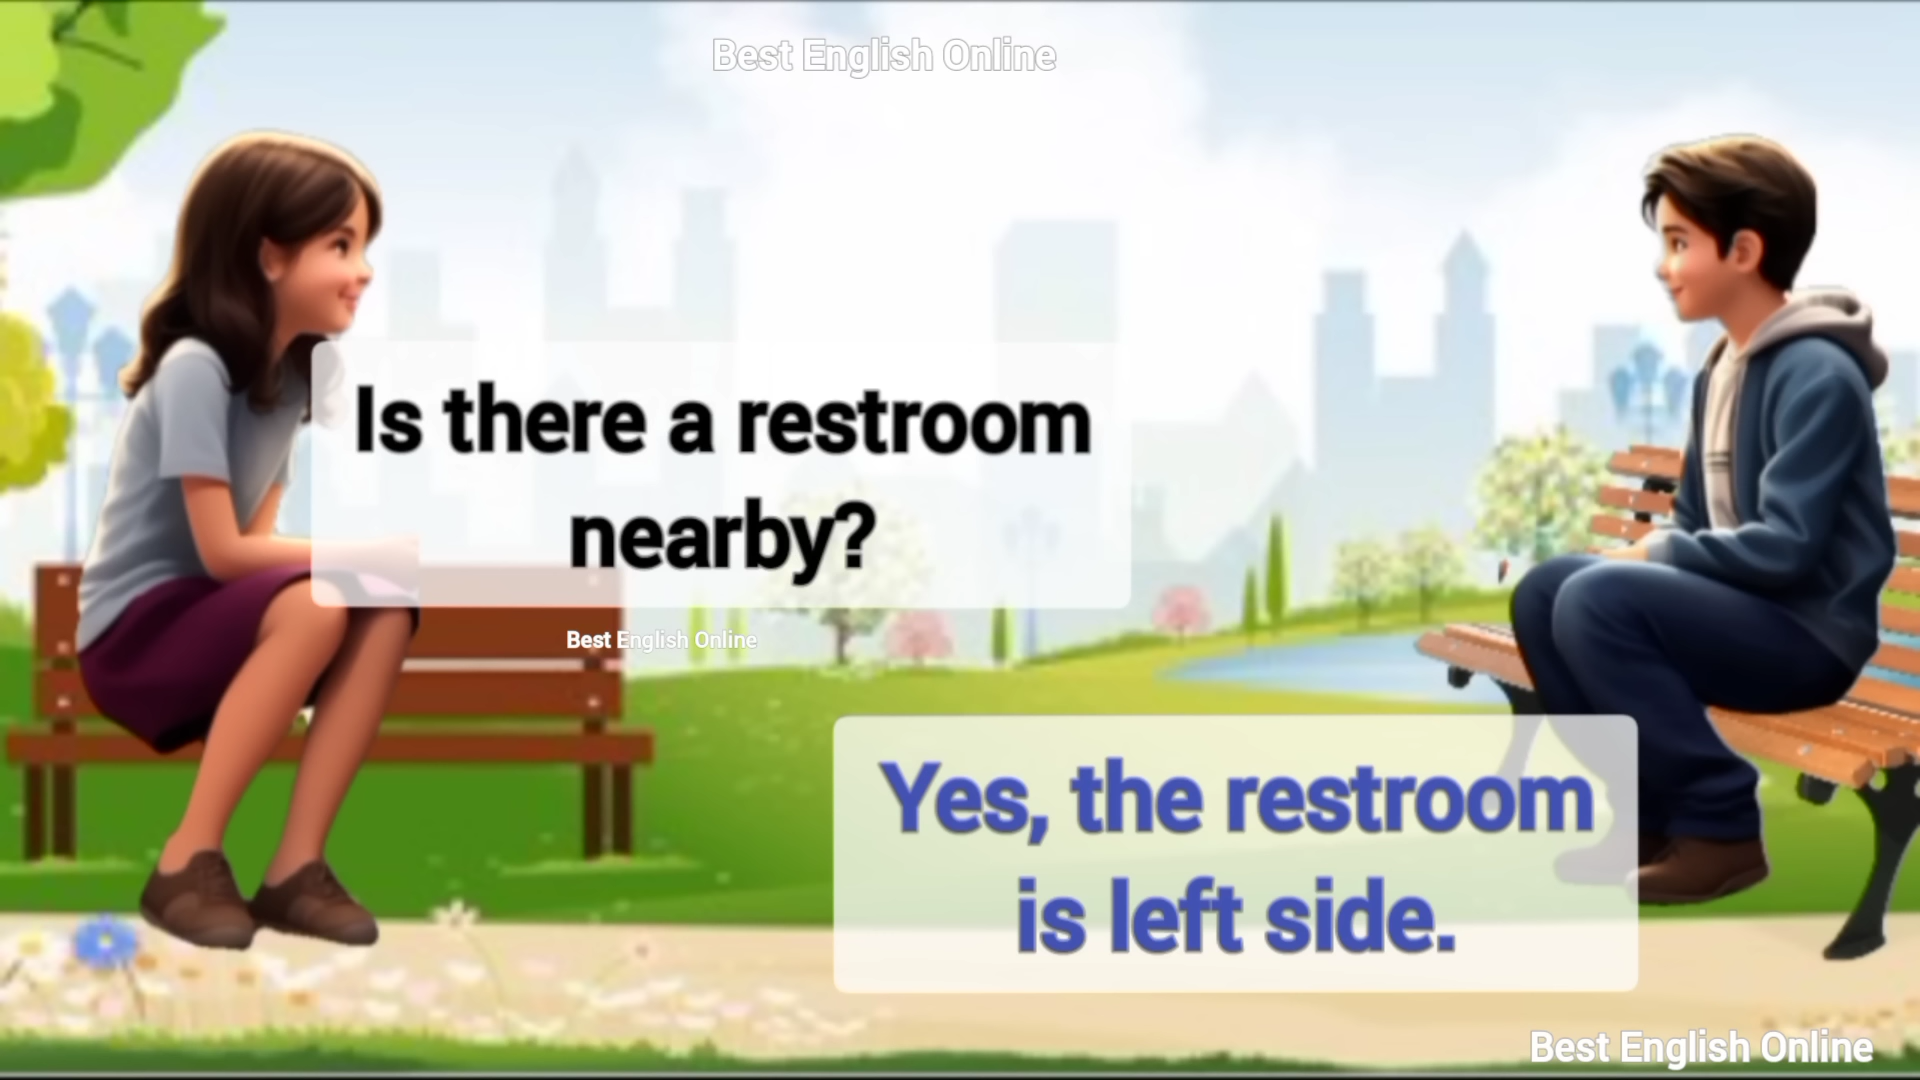 Best English Online
Is there a restroom
nearby?
Best English Online
Yes, the restroom
is left side.
Best English Online